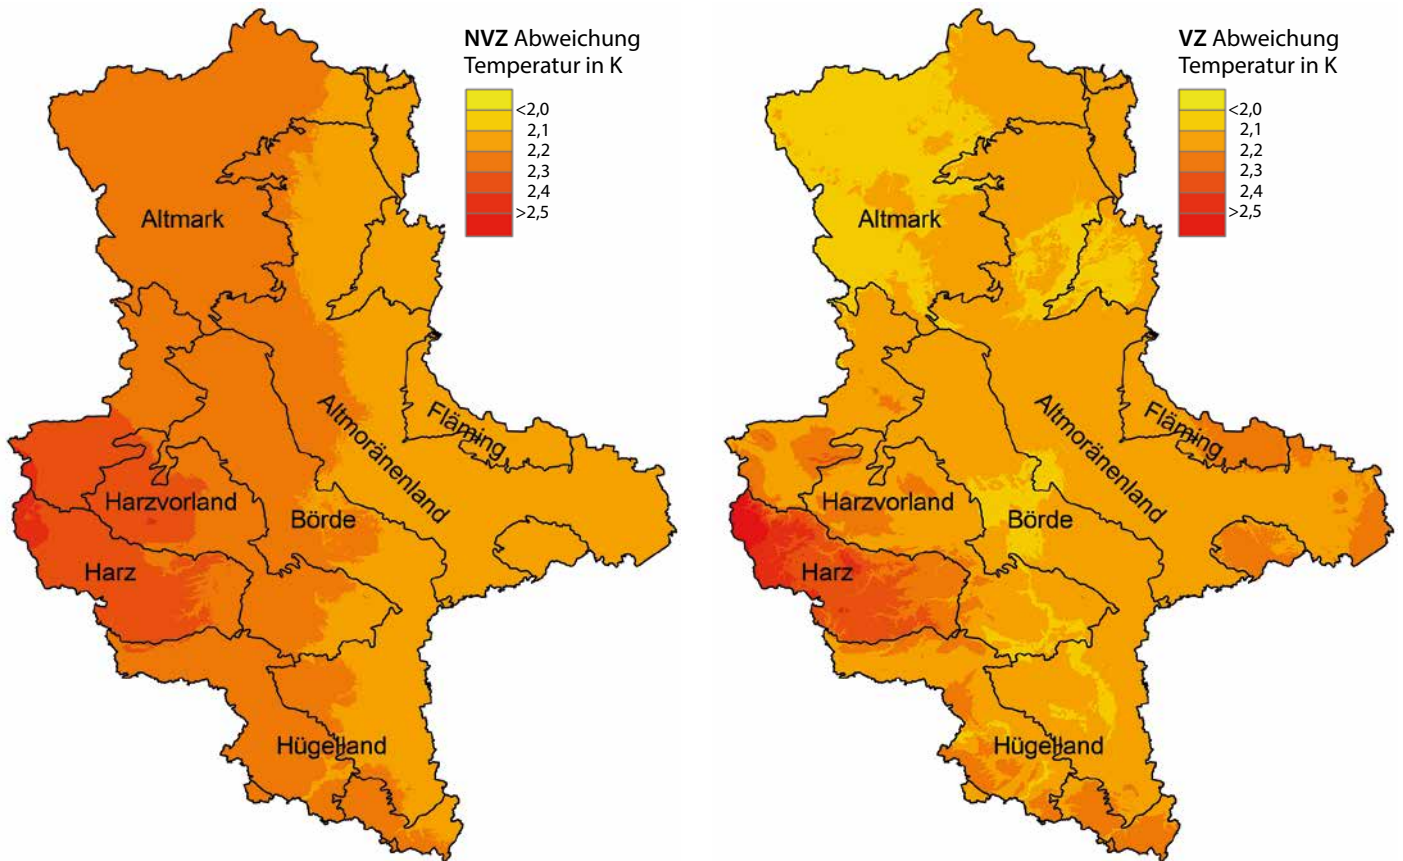 NVZ Abweichung
Temperatur in K
<2,0
2,1
2,2
2,3
2,4
>2,5
Altmark
Altmoränenland
Fläming
Harzvorland
Börde
Harz
Hügelland
VZ Abweichung
Temperatur in K
<2,0
2,1
2,2
2,3
2,4
>2,5
Altmark
Altmoränenland
Fläming
Harzvorland
Börde
Harz
Hügelland